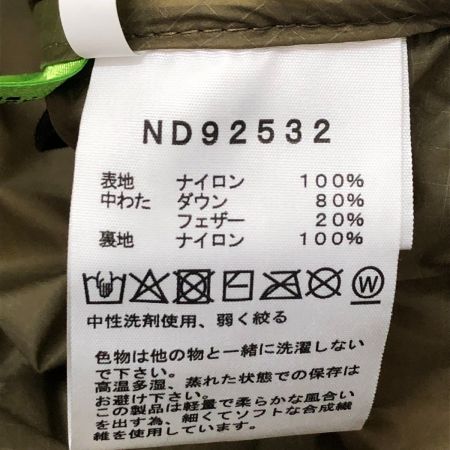 ND92532
表地 ナイロン 100%
中わた ダウン 80%
フェザー 20%
裏地 ナイロン 100%
W
中性洗剤使用、弱く絞る
色物は他の物と一緒に洗濯しない
で下さい。
高温多湿、蒸れた状態での保存は
お避け下さい。
この製品は軽量で柔らかな風合い
を出す為、細くてソフトな合成繊
維を使用しています。